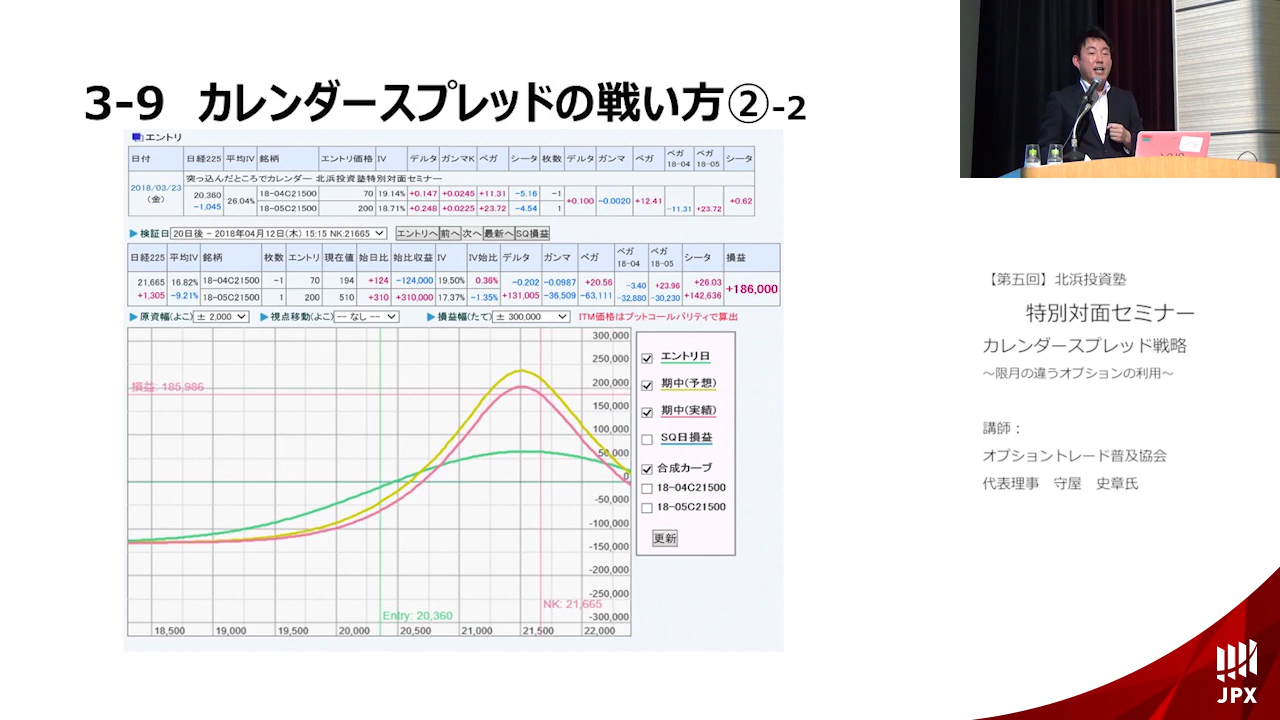 3-9 カレンダースプレッドの戦い方②-2
エントリ
日付 日経225 平均IV 銘柄 エントリ価格 IV デルタ ガンマ ベガ シータ 枚数 デルタ ガンマ ベガ ベガ 18-04 ベガ 18-05 シータ
2018/03/23 (金) 突っ込んだところでカレンダー 北浜投資塾特別対面セミナー
20,360 -1,045 26.04% 18-04C21500 70 19.14% +0.147 +0.0245 +11.31 -5.16 -1 +0.100 -0.0020 +12.41 -11.31 +23.72 +0.62
18-05C21500 200 18.71% +0.248 +0.0225 +23.72 -4.54 1
▶検証日 20日後 - 2018年04月12日(木) 15:15 NK:21665 エントリへ 前へ 次へ 最新へ SQ損益
日経225 平均IV 銘柄 枚数 エントリ 現在値 始日比 始比収益 IV IV始比 デルタ ガンマ ベガ ベガ 18-04 ベガ 18-05 シータ 損益
21,665 16.82% 18-04C21500 -1 70 194 +124 -124,000 19.50% 0.36% -0.202 -0.0987 +20.56 -3.40 +23.96 +26.03 +186,000
+1,305 -9.21% 18-05C21500 1 200 510 +310 +310,000 17.37% -1.35% +131,005 -36,509 -63,111 -32,880 -30,230 +142,636
▶原資幅(よこ) ± 2,000 ▶視点移動(よこ) -- なし -- ▶損益幅(たて) ± 300,000 ITM価格はプットコールパリティで算出
300,000
250,000
200,000
150,000
100,000
50,000
0
-50,000
-100,000
-150,000
-200,000
-250,000
-300,000
損益: 185,986
NK: 21,665
Entry: 20,360
18,500 19,000 19,500 20,000 20,500 21,000 21,500 22,000
エントリ日
期中(予想)
期中(実績)
SQ日損益
合成カーブ
18-04C21500
18-05C21500
更新
【第五回】北浜投資塾
特別対面セミナー
カレンダースプレッド戦略
～限月の違うオプションの利用～
講師：
オプショントレード普及協会
代表理事 守屋 史章氏
JPX